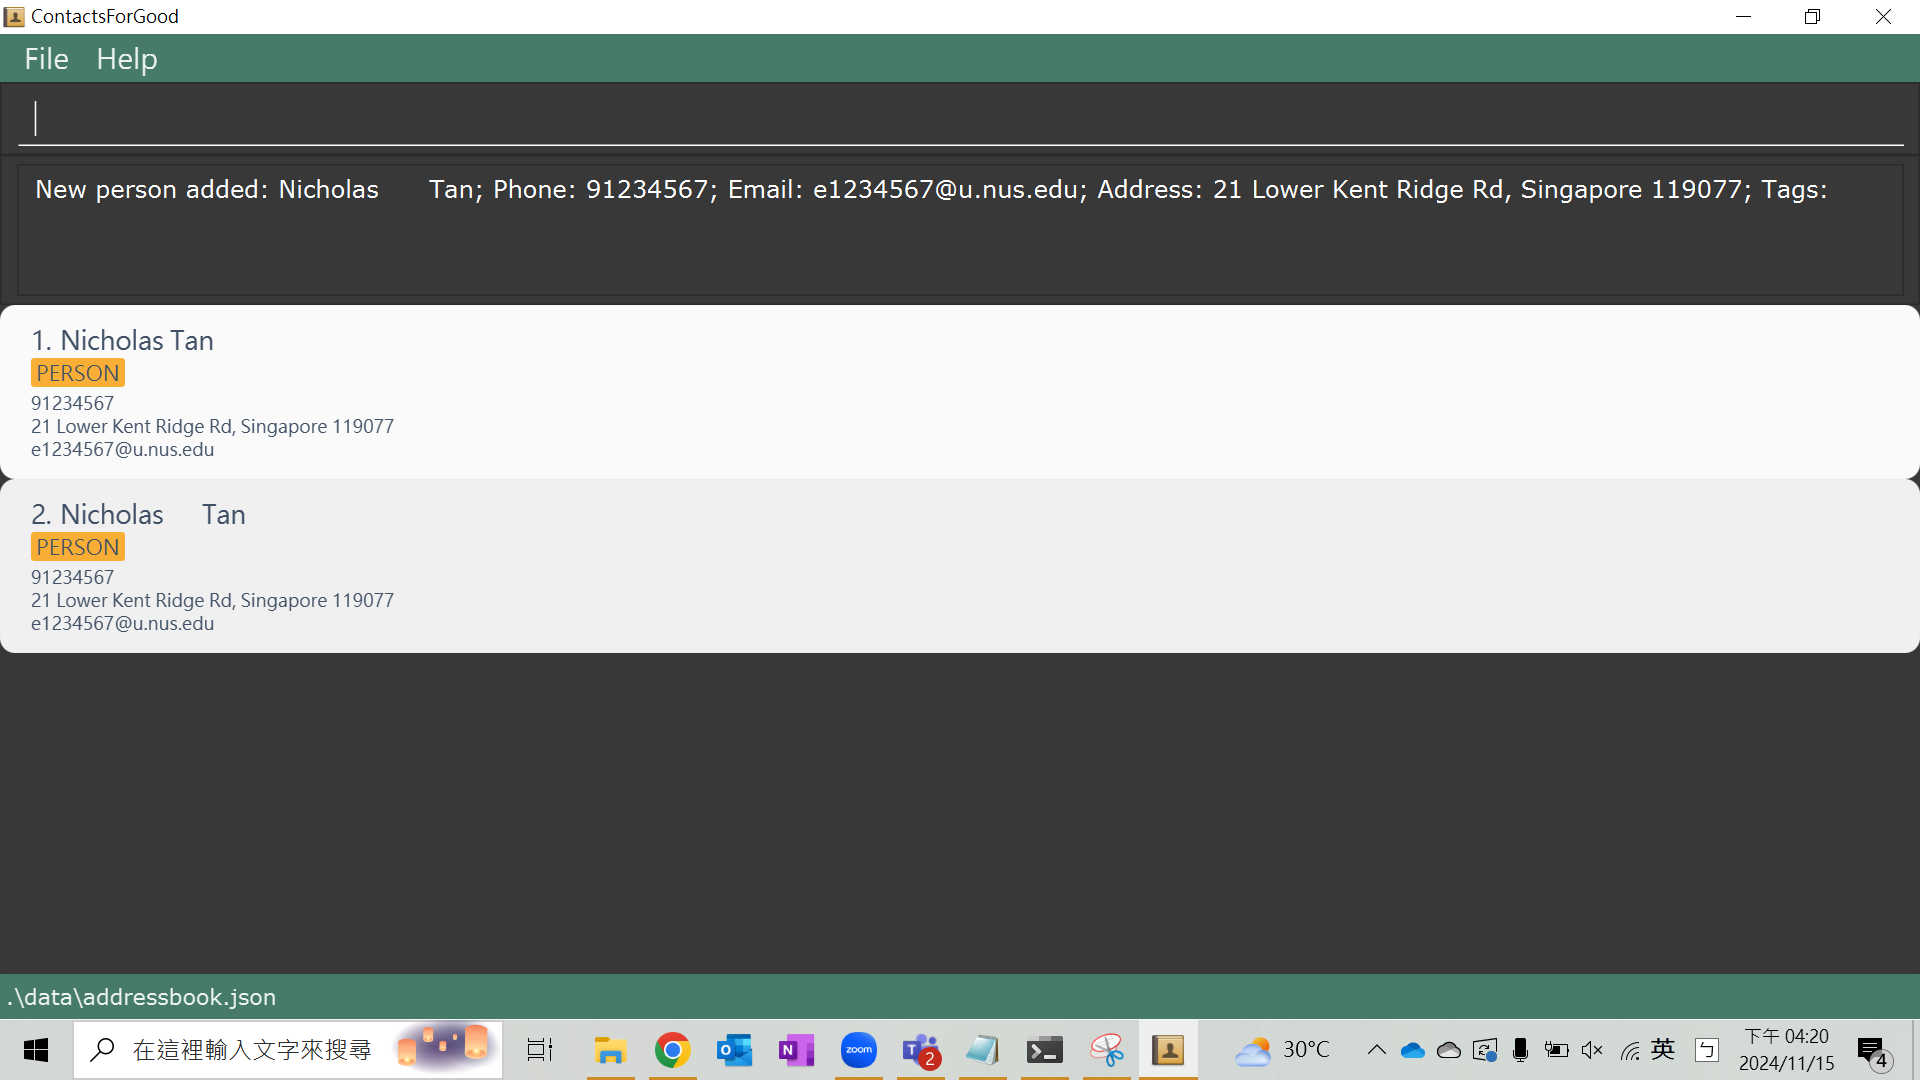 ContactsForGood
File Help
New person added: Nicholas      Tan; Phone: 91234567; Email: e1234567@u.nus.edu; Address: 21 Lower Kent Ridge Rd, Singapore 119077; Tags:
1. Nicholas Tan
PERSON
91234567
21 Lower Kent Ridge Rd, Singapore 119077
e1234567@u.nus.edu
2. Nicholas      Tan
PERSON
91234567
21 Lower Kent Ridge Rd, Singapore 119077
e1234567@u.nus.edu
.\data\addressbook.json
在這裡輸入文字來搜尋
zoom
2
30°C
英
ㄅ
下午 04:20
2024/11/15
4